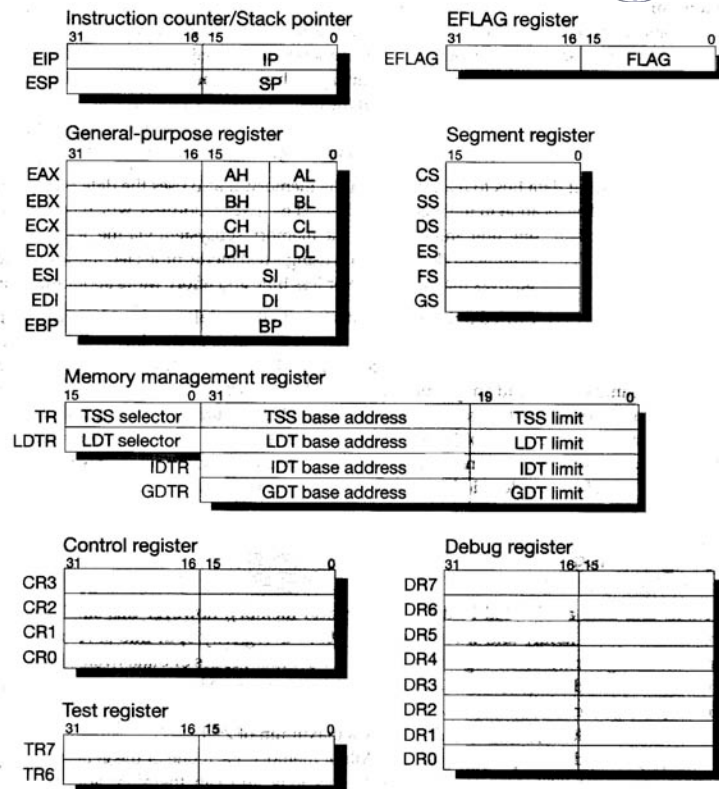 Instruction counter/Stack pointer
31 16 15 0
EIP IP
ESP SP
EFLAG register
31 16 15 0
EFLAG FLAG
General-purpose register
31 16 15 0
EAX AH AL
EBX BH BL
ECX CH CL
EDX DH DL
ESI SI
EDI DI
EBP BP
Segment register
15 0
CS
SS
DS
ES
FS
GS
Memory management register
15 0 31 19 0
TR TSS selector TSS base address TSS limit
LDTR LDT selector LDT base address LDT limit
IDTR IDT base address IDT limit
GDTR GDT base address GDT limit
Control register
31 16 15 0
CR3
CR2
CR1
CR0
Debug register
31 16 15 0
DR7
DR6
DR5
DR4
DR3
DR2
DR1
DR0
Test register
31 16 15 0
TR7
TR6